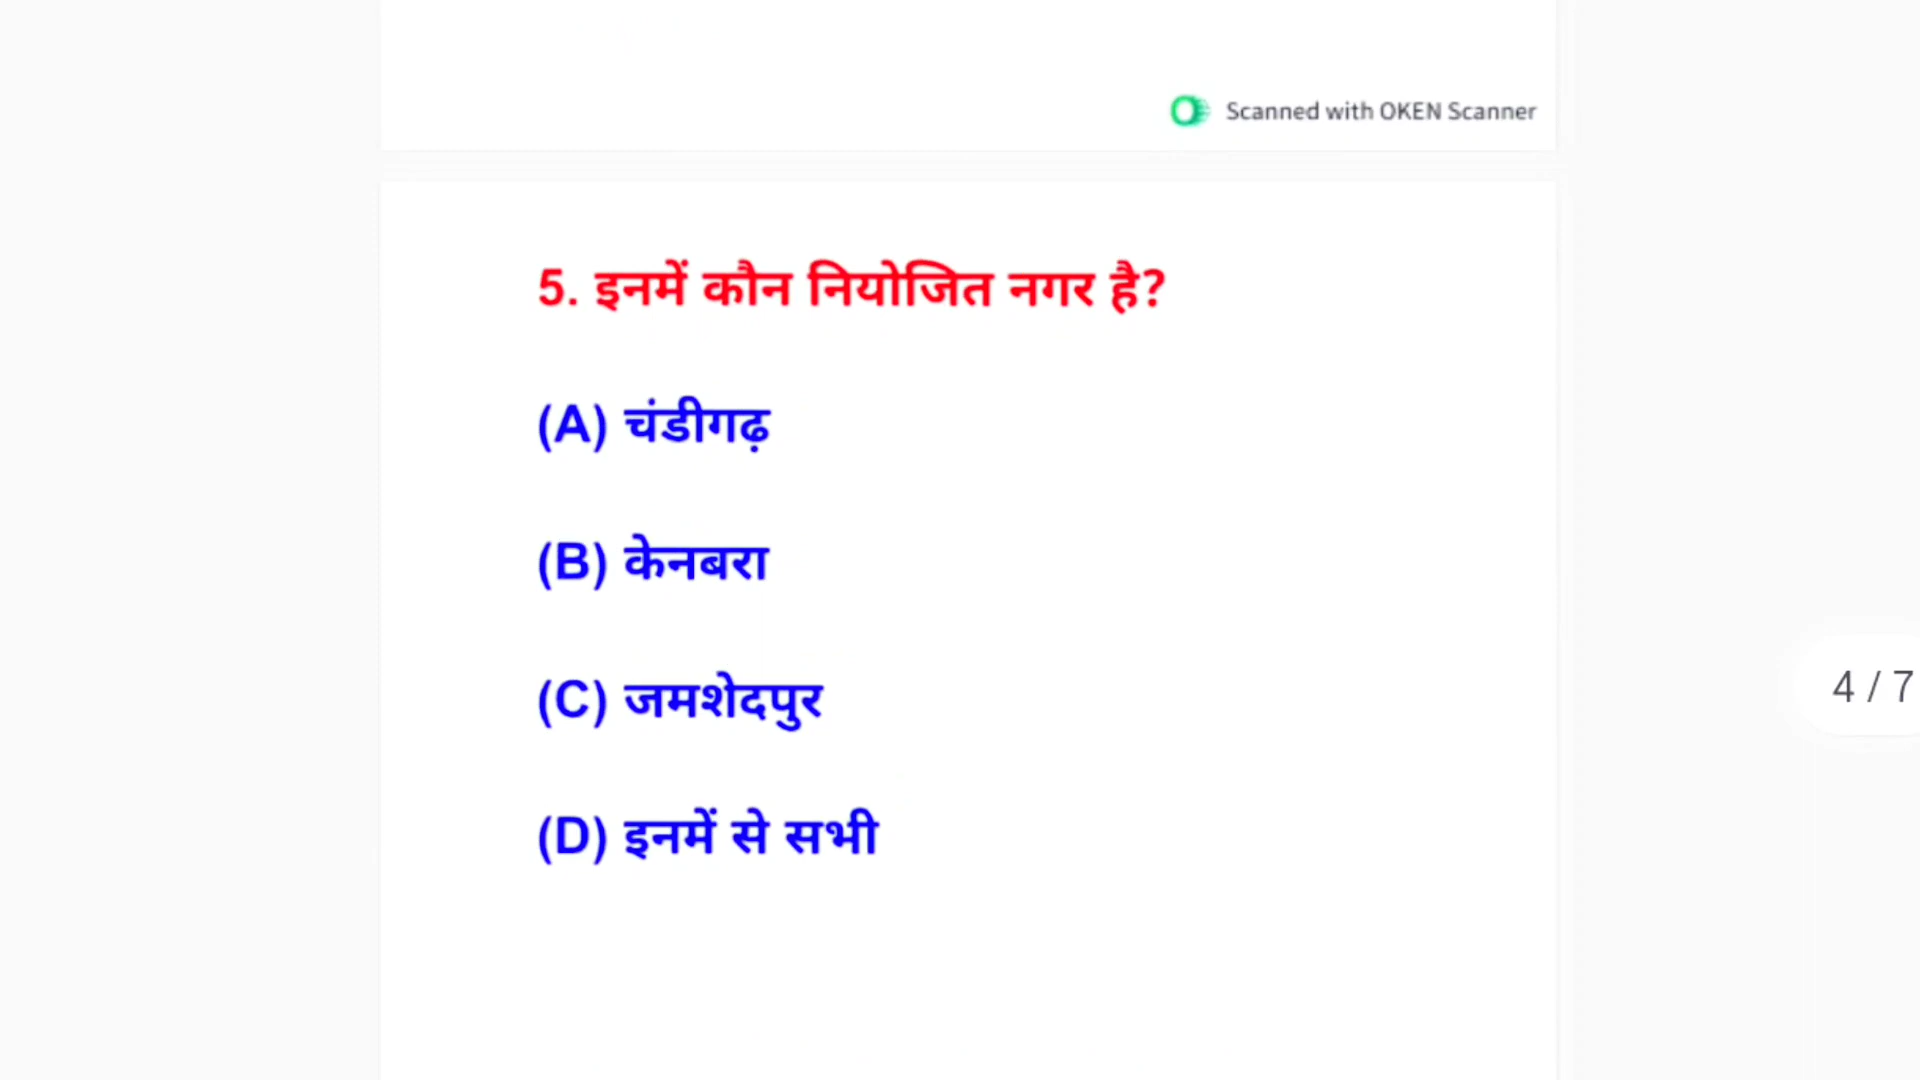 Scanned with OKEN Scanner
5. इनमें कौन नियोजित नगर है?
(A) चंडीगढ़
(B) केनबरा
(C) जमशेदपुर
4 / 7
(D) इनमें से सभी